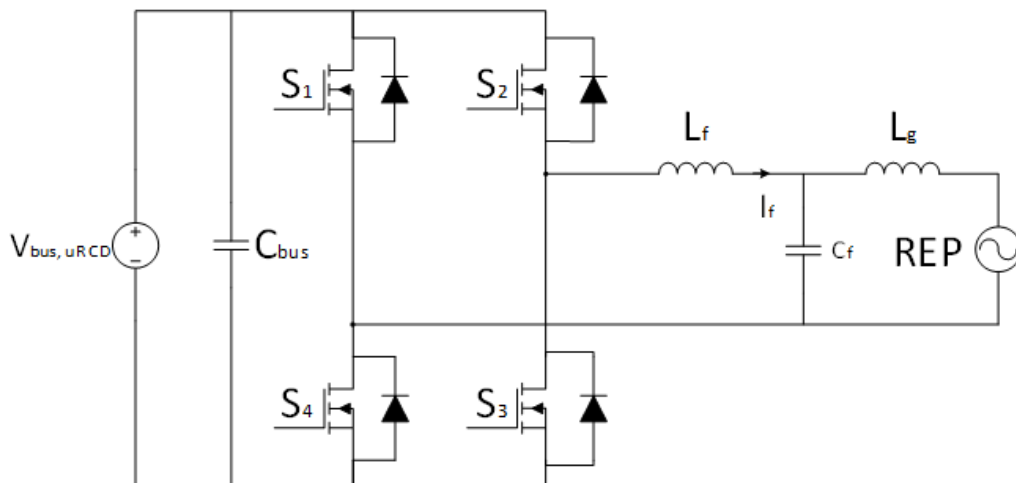 S1
S2
Lf
Lg
If
Vbus, uRCD
+
−
Cbus
Cf
REP
S4
S3